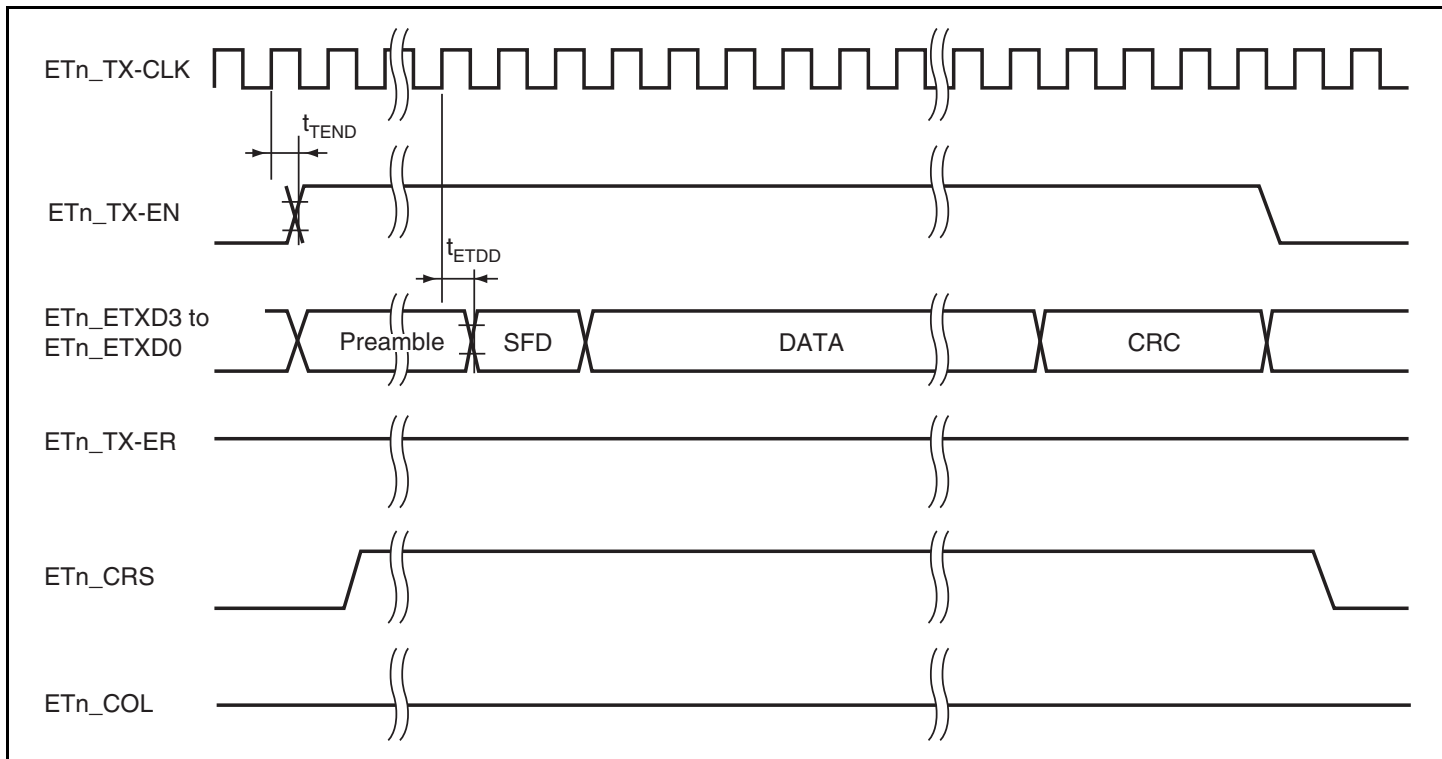 ETn_TX-CLK
tTEND
ETn_TX-EN
tETDD
ETn_ETXD3 to
ETn_ETXD0
Preamble
SFD
DATA
CRC
ETn_TX-ER
ETn_CRS
ETn_COL